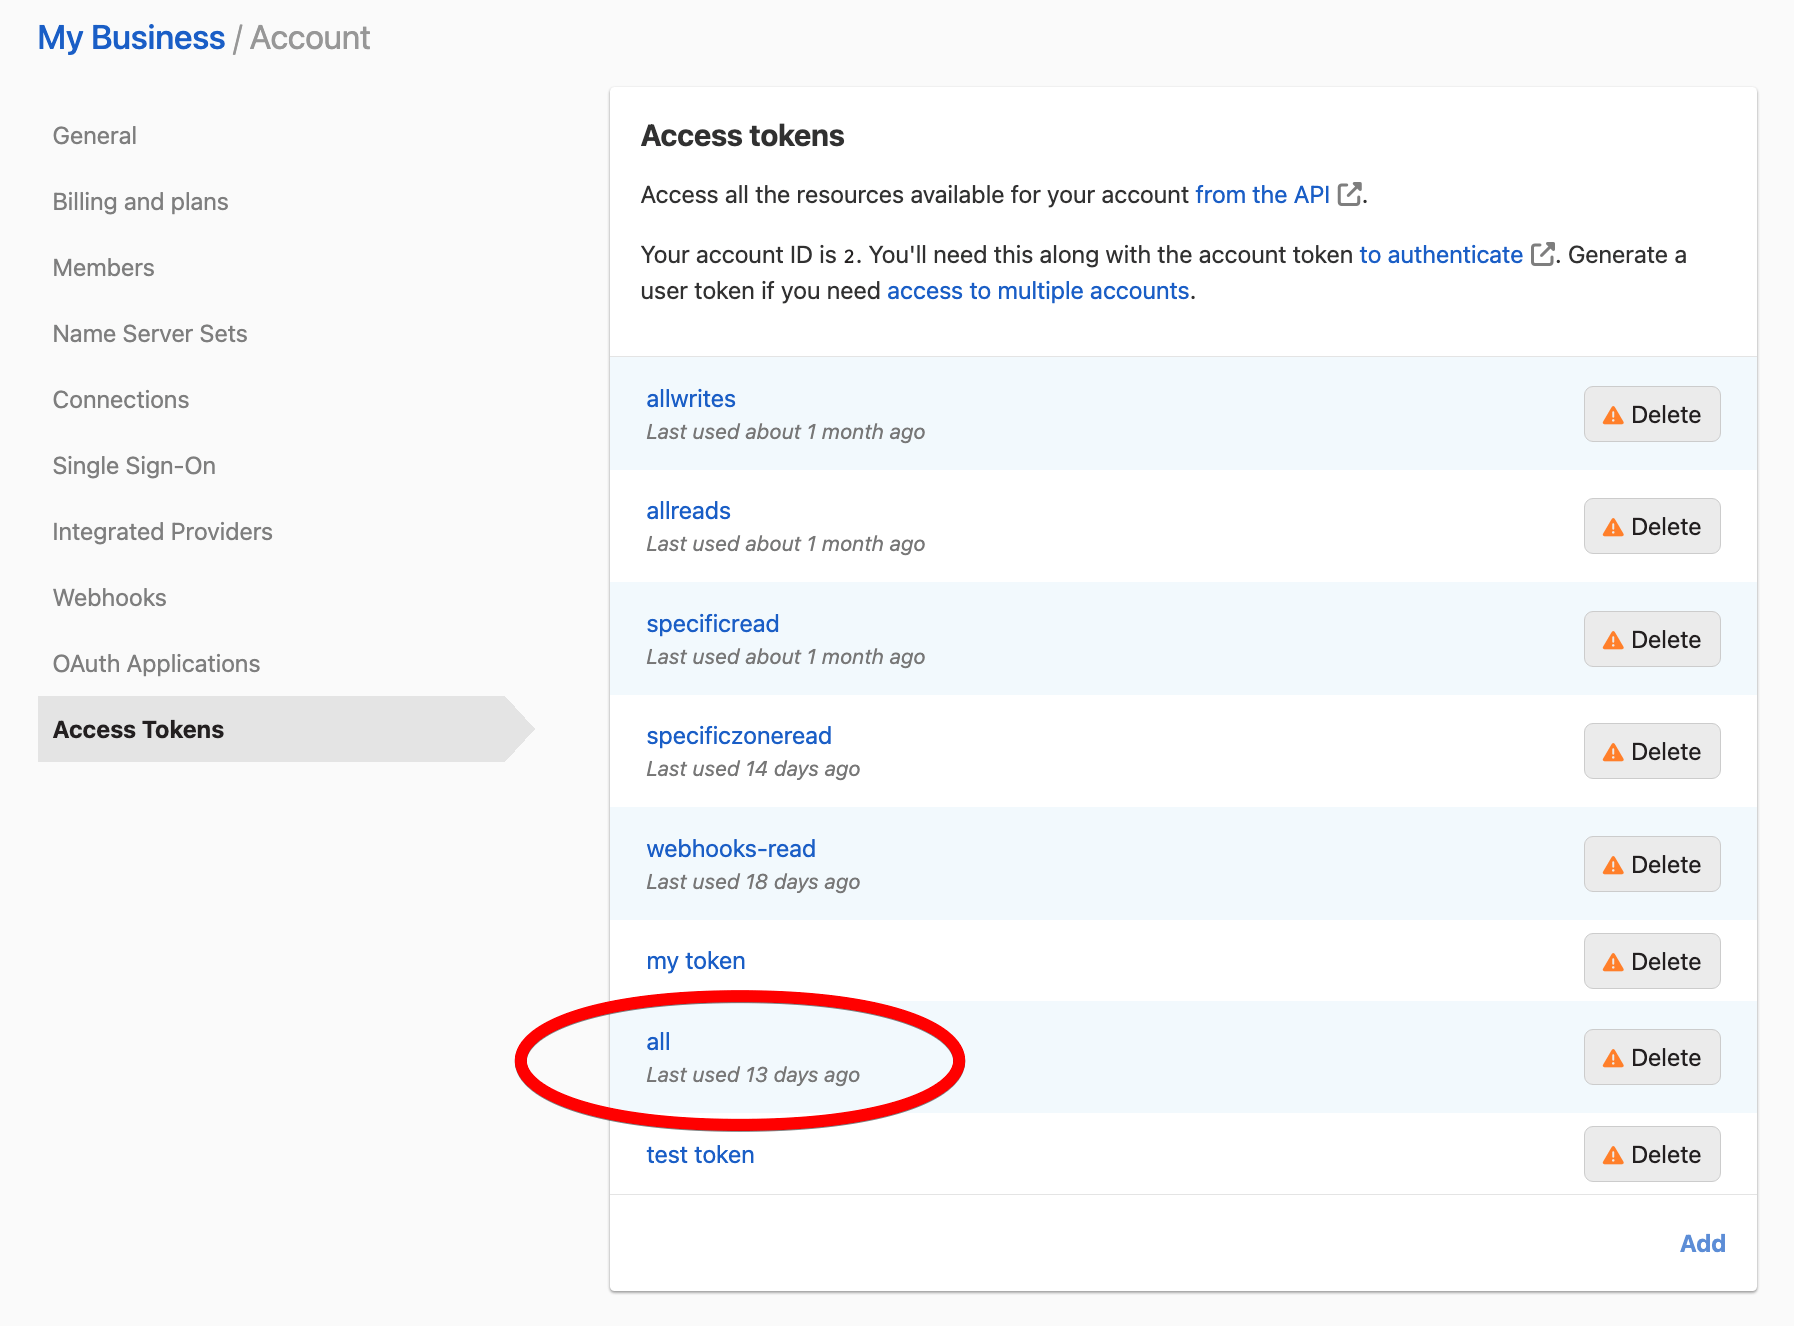 My Business / Account
General
Billing and plans
Members
Name Server Sets
Connections
Single Sign-On
Integrated Providers
Webhooks
OAuth Applications
Access Tokens
Access tokens
Access all the resources available for your account from the API.
Your account ID is 2. You'll need this along with the account token to authenticate. Generate a
user token if you need access to multiple accounts.
allwrites
Last used about 1 month ago
Delete
allreads
Last used about 1 month ago
Delete
specificread
Last used about 1 month ago
Delete
specificzoneread
Last used 14 days ago
Delete
webhooks-read
Last used 18 days ago
Delete
my token
Delete
all
Last used 13 days ago
Delete
test token
Delete
Add